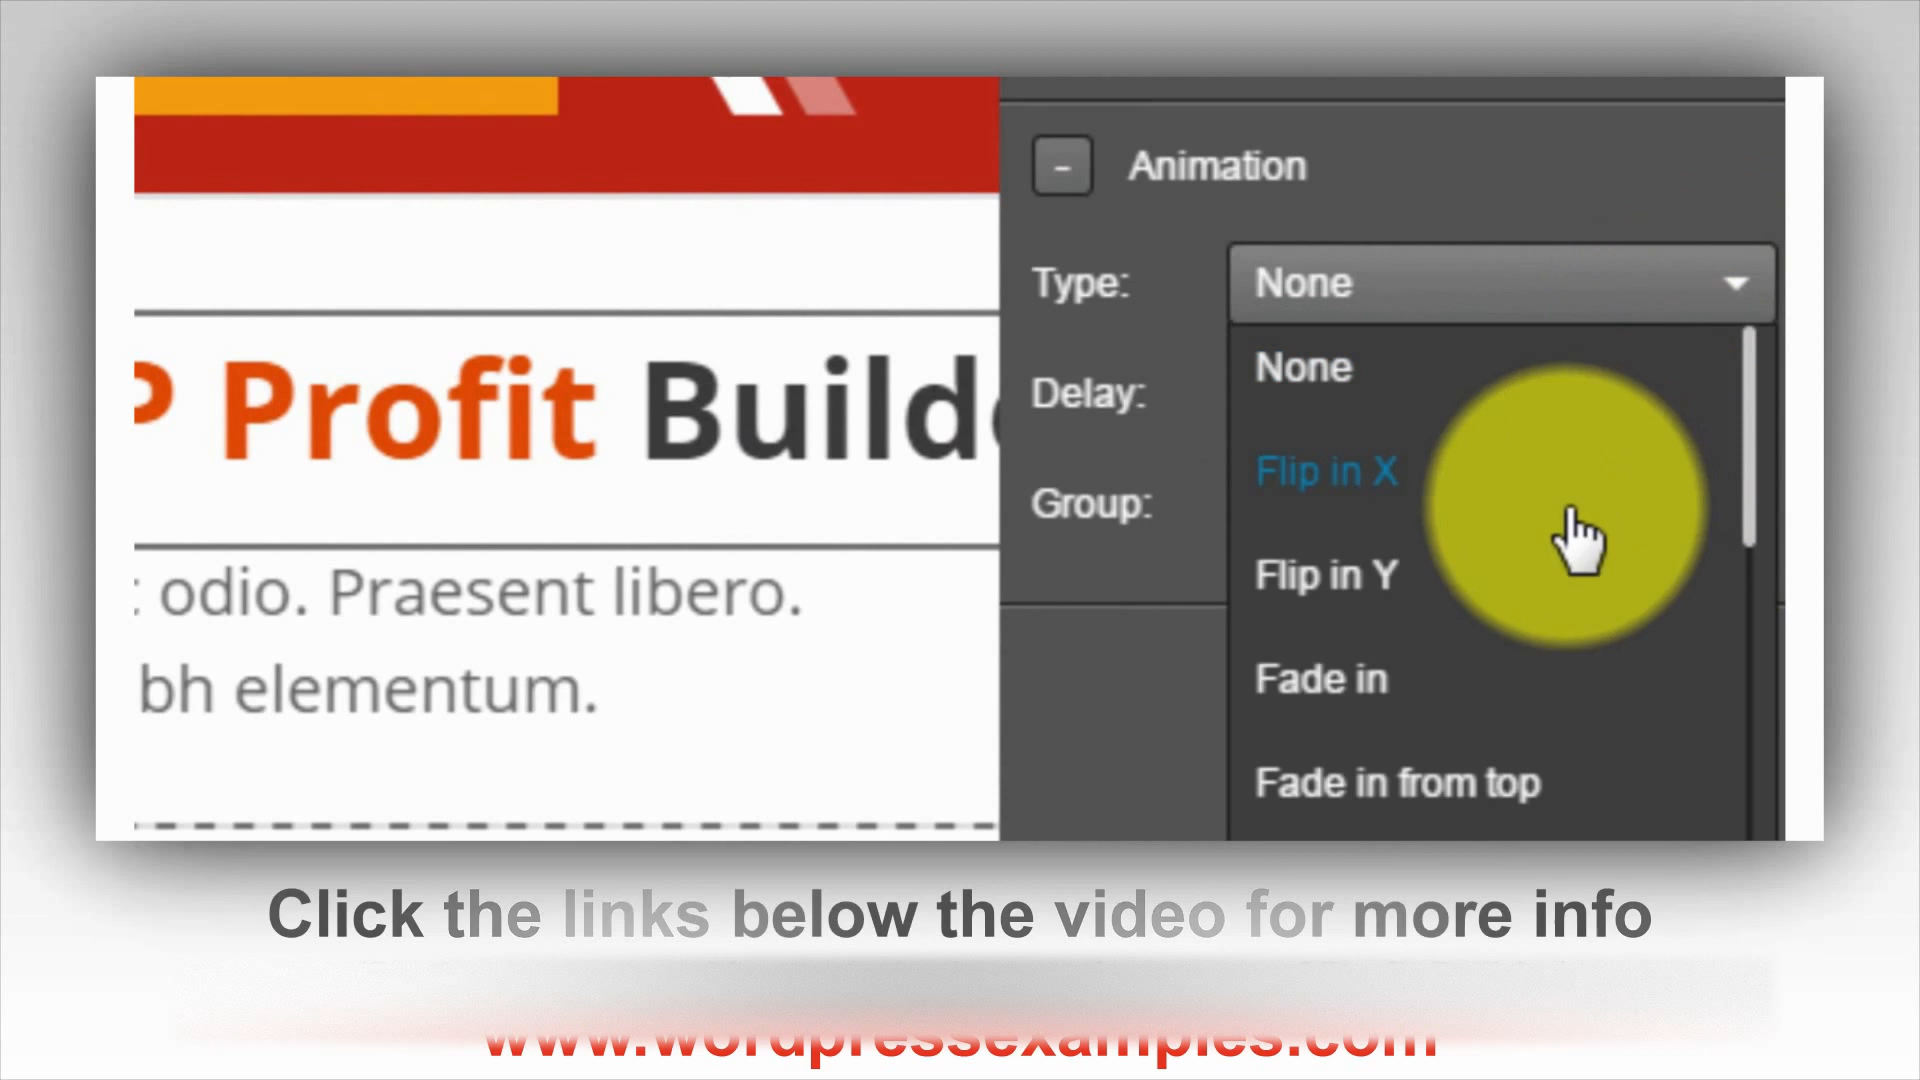 - Animation
Type: None
None
P Profit Builde
Delay:
Flip in X
Group:
Flip in Y
: odio. Praesent libero.
bh elementum.
Fade in
Fade in from top
Click the links below the video for more info
www.wordpressexamples.com